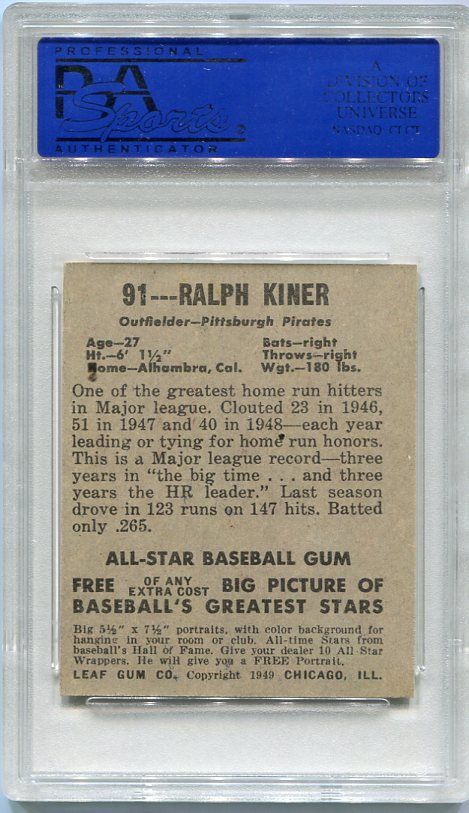 PROFESSIONAL
PSA
Sports
AUTHENTICATOR
A
DIVISION OF
COLLECTORS
UNIVERSE
NASDAQ: CLCT
91---RALPH KINER
Outfielder—Pittsburgh Pirates
Age—27 Bats—right
Ht.—6' 1½" Throws—right
Home—Alhambra, Cal. Wgt.—180 lbs.
One of the greatest home run hitters
in Major league. Clouted 23 in 1946,
51 in 1947 and 40 in 1948—each year
leading or tying for home run honors.
This is a Major league record—three
years in "the big time . . . and three
years the HR leader." Last season
drove in 123 runs on 147 hits. Batted
only .265.
ALL-STAR BASEBALL GUM
FREE OF ANY EXTRA COST BIG PICTURE OF
BASEBALL'S GREATEST STARS
Big 5½" x 7½" portraits, with color background for
hanging in your room or club. All-time Stars from
baseball's Hall of Fame. Give your dealer 10 All Star
Wrappers. He will give you a FREE Portrait.
LEAF GUM CO. Copyright 1949 CHICAGO, ILL.